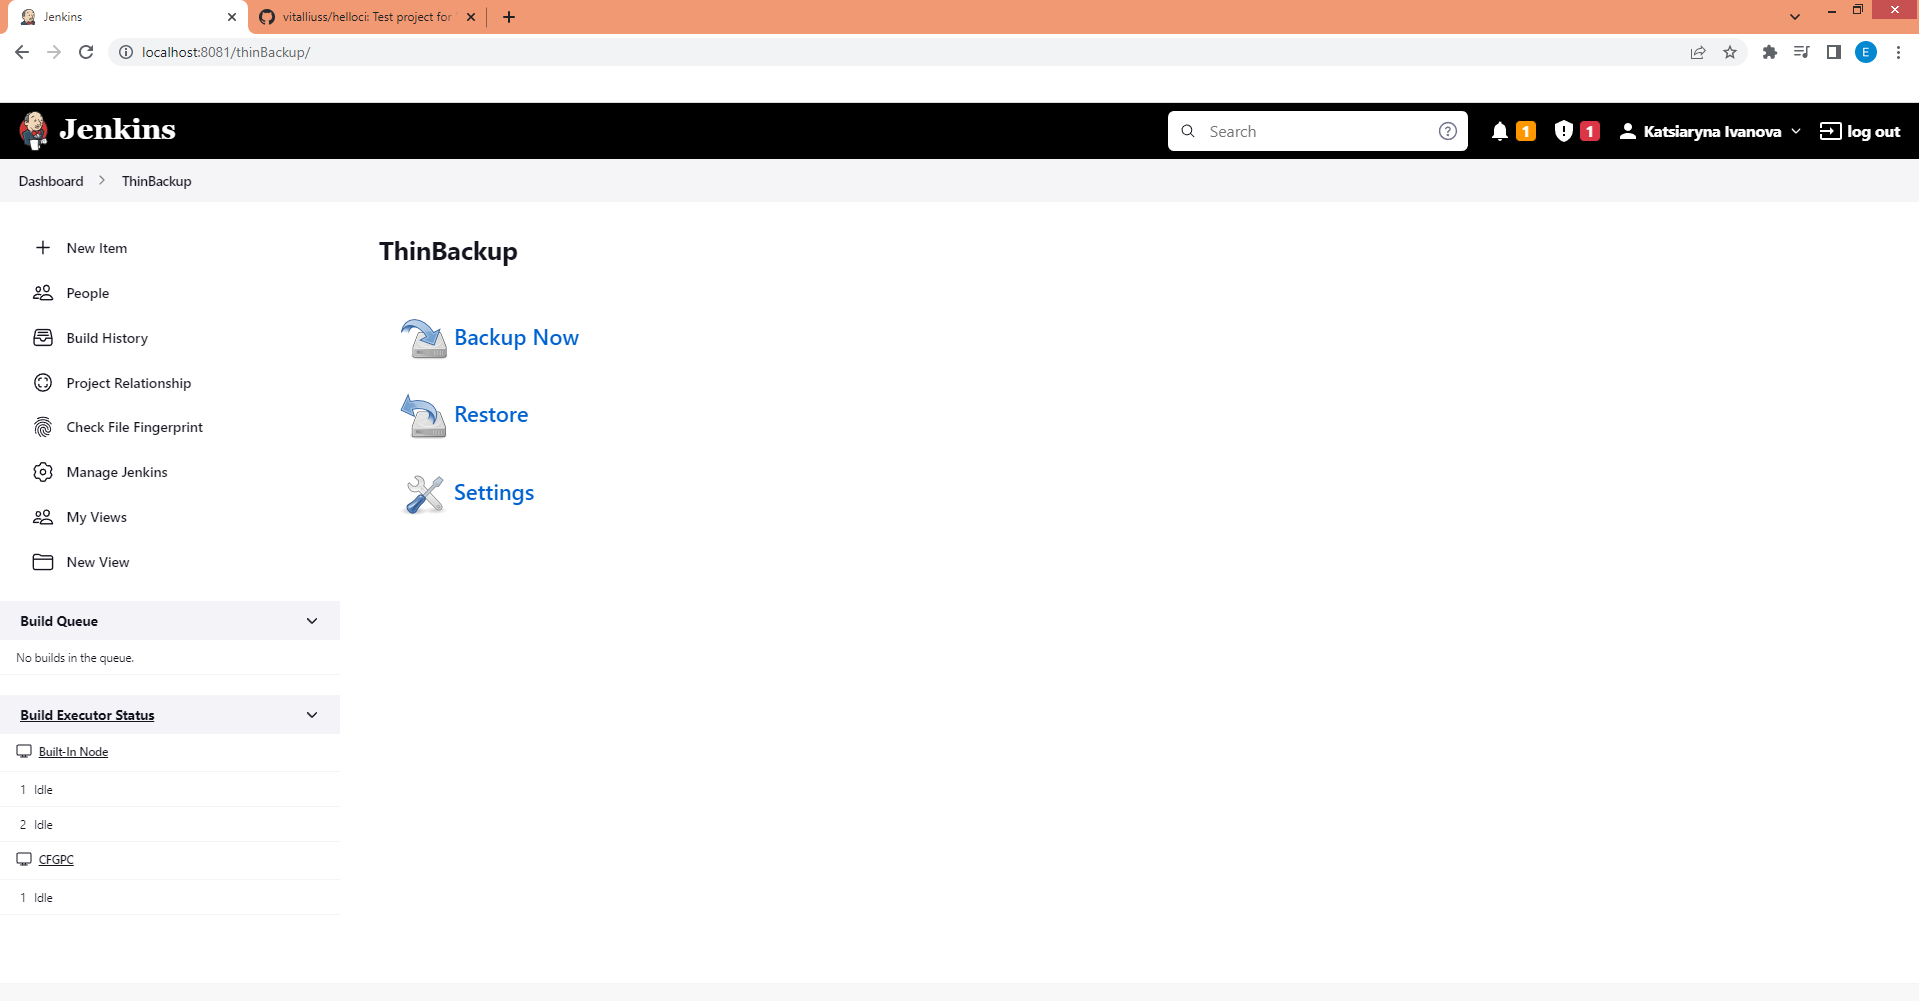 Jenkins
vitalliuss/helloci: Test project for
localhost:8081/thinBackup/
E
Jenkins
Search
1
1
Katsiaryna Ivanova
log out
Dashboard
ThinBackup
New Item
People
Build History
Project Relationship
Check File Fingerprint
Manage Jenkins
My Views
New View
Build Queue
No builds in the queue.
Build Executor Status
Built-In Node
1 Idle
2 Idle
CFGPC
1 Idle
ThinBackup
Backup Now
Restore
Settings